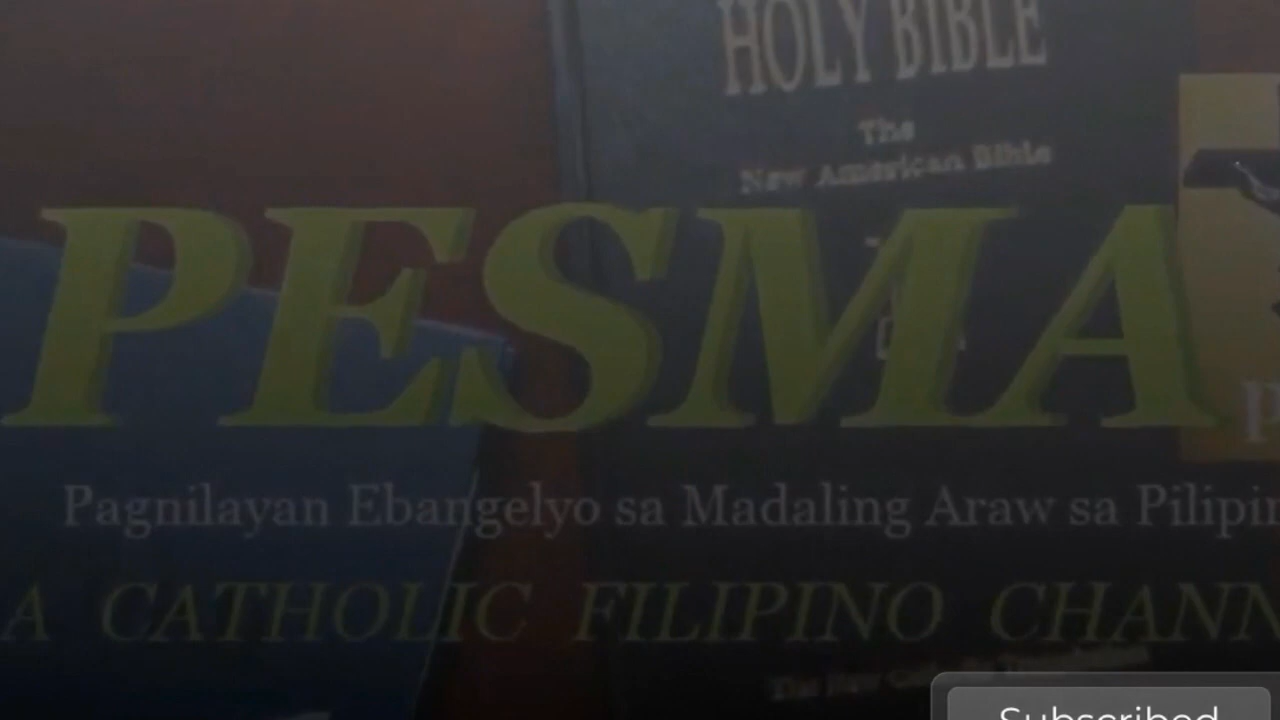 HOLY BIBLE
The
New American Bible
PESMA
Pagnilayan Ebangelyo sa Madaling Araw sa Pilipin
A CATHOLIC FILIPINO CHANN
Subscribed